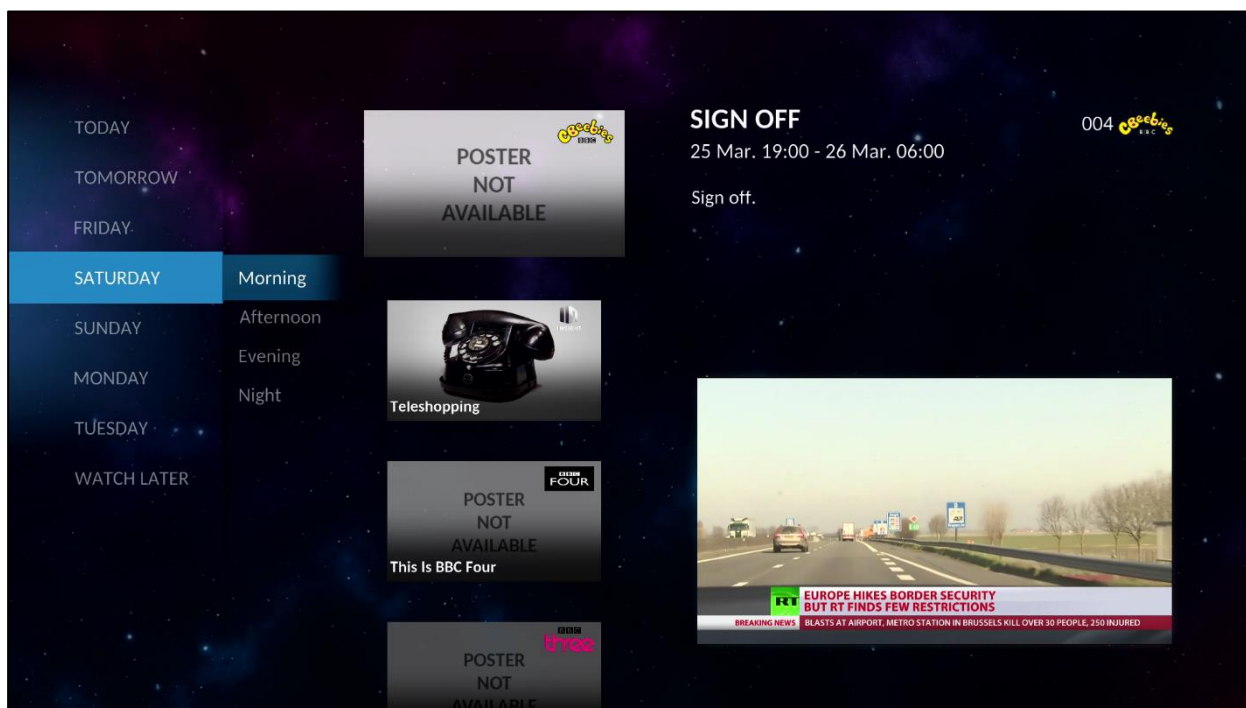 TODAY
TOMORROW
FRIDAY
SATURDAY
SUNDAY
MONDAY
TUESDAY
WATCH LATER
Morning
Afternoon
Evening
Night
CBeebies
BBC
POSTER
NOT
AVAILABLE
Teleshopping
BBC
FOUR
POSTER
NOT
AVAILABLE
This Is BBC Four
BBC
three
POSTER
NOT
AVAILABLE
SIGN OFF
004 CBeebies
BBC
25 Mar. 19:00 - 26 Mar. 06:00
Sign off.
RT
EUROPE HIKES BORDER SECURITY
BUT RT FINDS FEW RESTRICTIONS
BREAKING NEWS BLASTS AT AIRPORT, METRO STATION IN BRUSSELS KILL OVER 30 PEOPLE, 250 INJURED